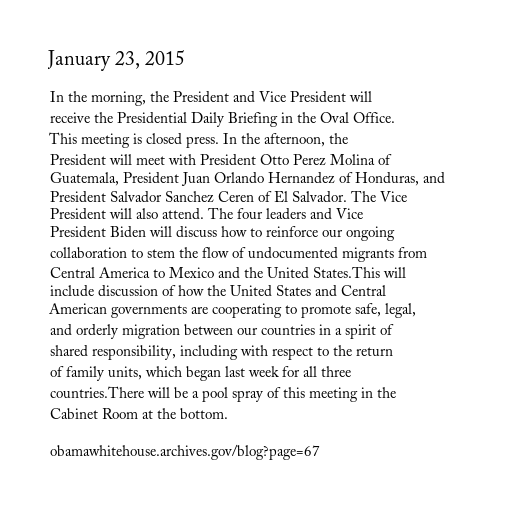 January 23, 2015
In the morning, the President and Vice President will
receive the Presidential Daily Briefing in the Oval Office.
This meeting is closed press. In the afternoon, the
President will meet with President Otto Perez Molina of
Guatemala, President Juan Orlando Hernandez of Honduras, and
President Salvador Sanchez Ceren of El Salvador. The Vice
President will also attend. The four leaders and Vice
President Biden will discuss how to reinforce our ongoing
collaboration to stem the flow of undocumented migrants from
Central America to Mexico and the United States.This will
include discussion of how the United States and Central
American governments are cooperating to promote safe, legal,
and orderly migration between our countries in a spirit of
shared responsibility, including with respect to the return
of family units, which began last week for all three
countries.There will be a pool spray of this meeting in the
Cabinet Room at the bottom.
obamawhitehouse.archives.gov/blog?page=67